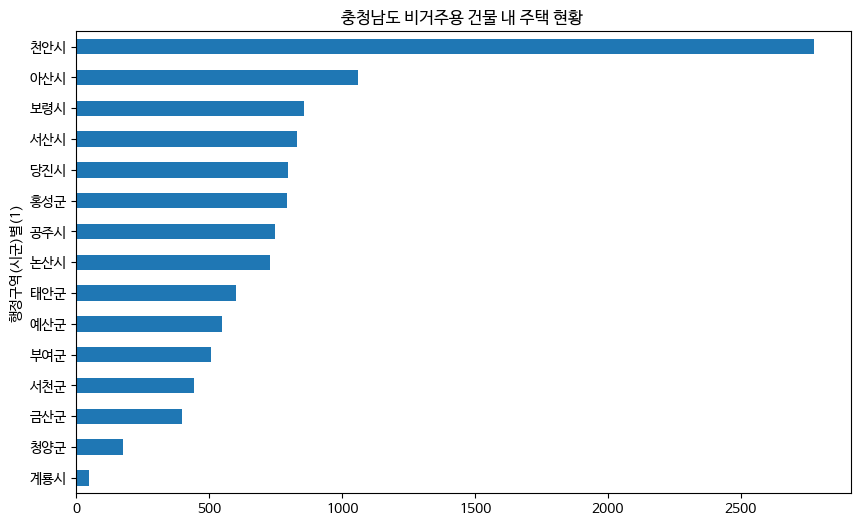 충청남도 비거주용 건물 내 주택 현황
행정구역(시군)별(1)
천안시
아산시
보령시
서산시
당진시
홍성군
공주시
논산시
태안군
예산군
부여군
서천군
금산군
청양군
계룡시
0 500 1000 1500 2000 2500